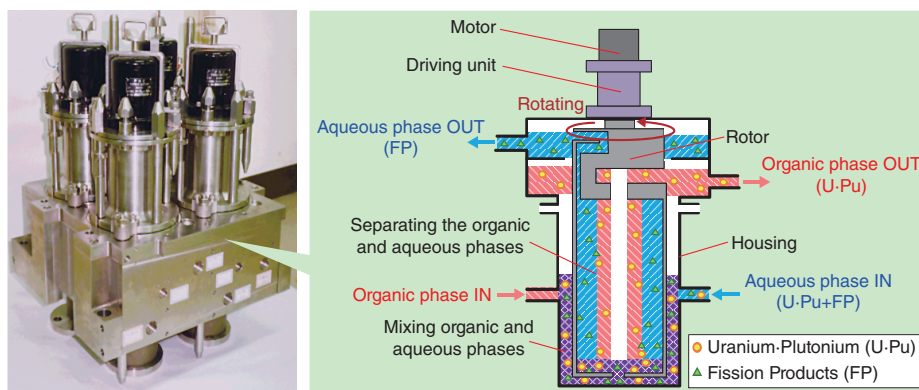 Motor
Driving unit
Rotating
Aqueous phase OUT
(FP)
Rotor
Organic phase OUT
(U·Pu)
Separating the organic
and aqueous phases
Housing
Organic phase IN
Aqueous phase IN
(U·Pu+FP)
Mixing organic and
aqueous phases
Uranium·Plutonium (U·Pu)
Fission Products (FP)